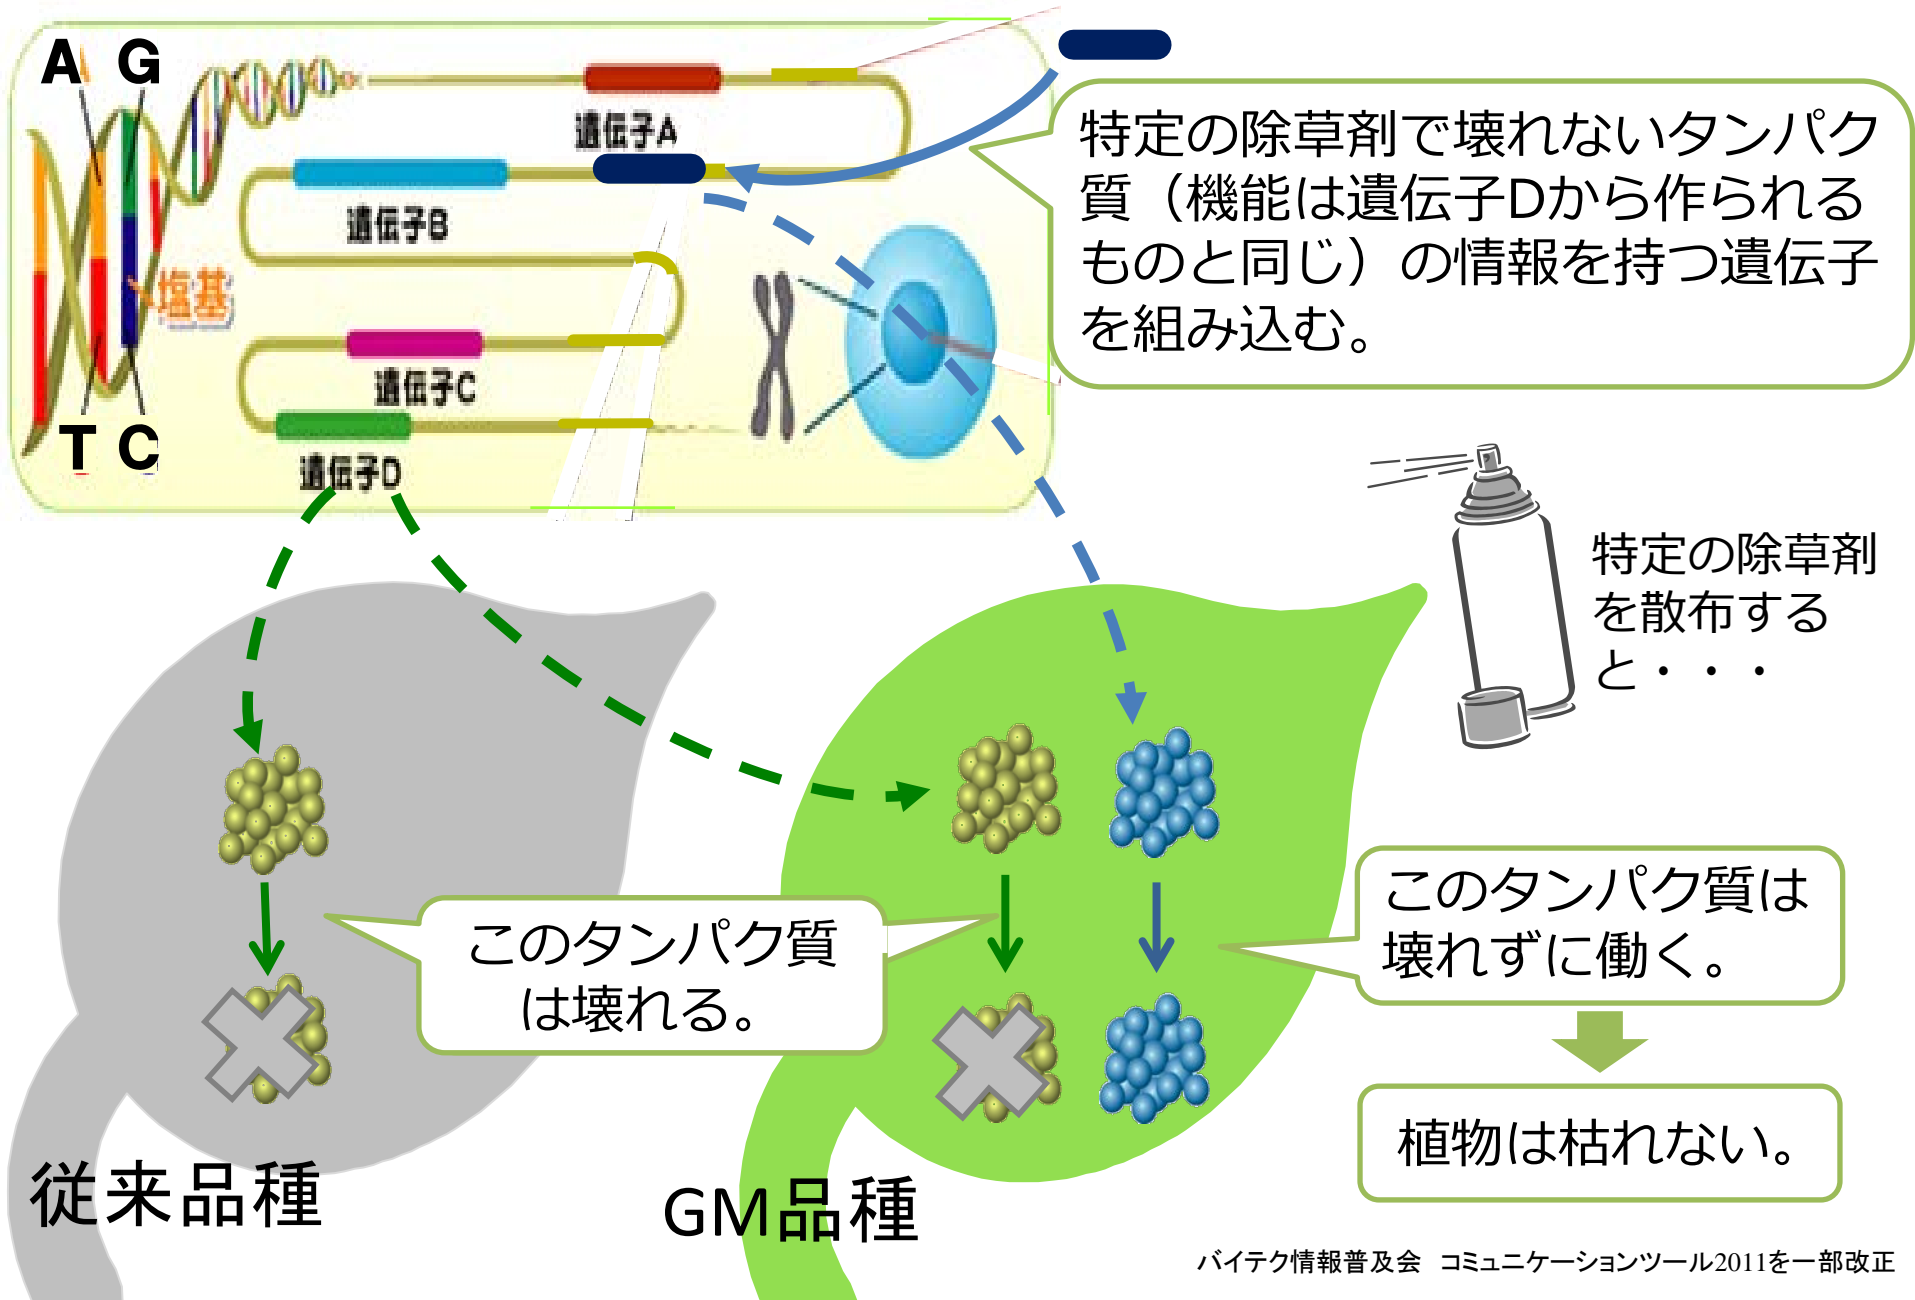 A G
遺伝子A
特定の除草剤で壊れないタンパク
質（機能は遺伝子Dから作られる
ものと同じ）の情報を持つ遺伝子
を組み込む。
遺伝子B
塩基
遺伝子C
T C
遺伝子D
特定の除草剤
を散布する
と・・・
このタンパク質は
壊れずに働く。
このタンパク質
は壊れる。
植物は枯れない。
従来品種
GM品種
バイテク情報普及会 コミュニケーションツール2011を一部改正